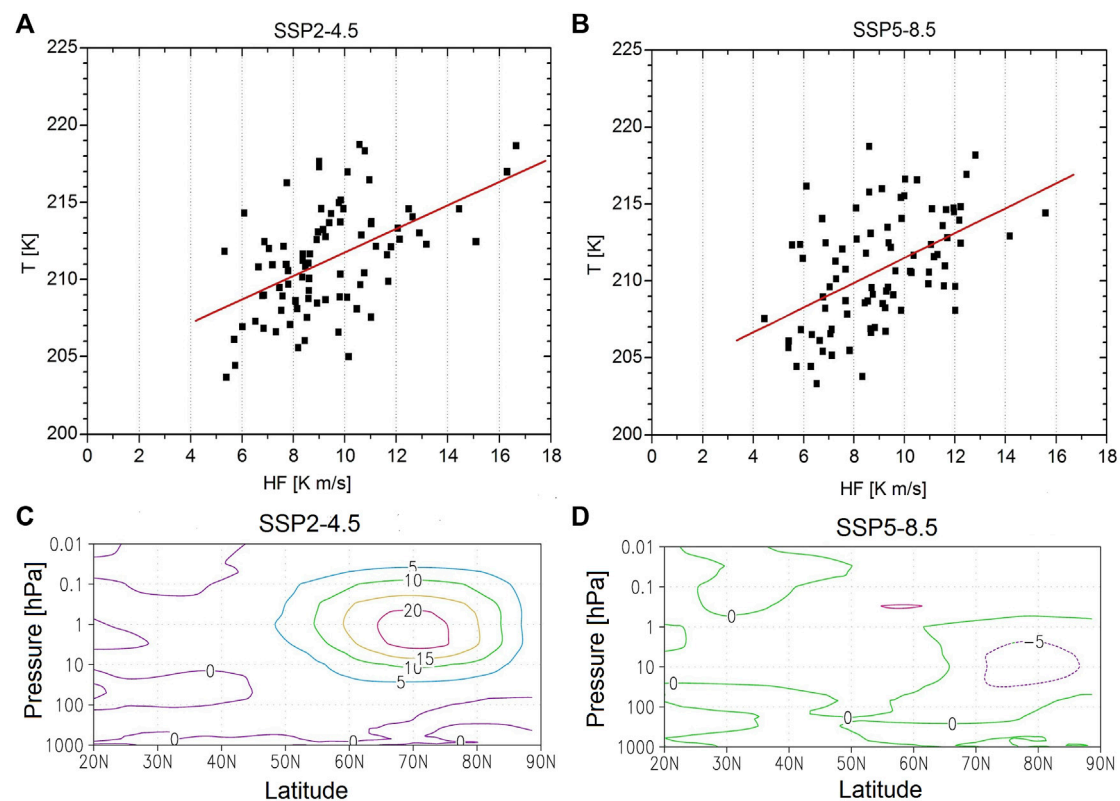 A
SSP2-4.5
225
220
215
210
205
200
T [K]
0 2 4 6 8 10 12 14 16 18
HF [K m/s]
B
SSP5-8.5
225
220
215
210
205
200
T [K]
0 2 4 6 8 10 12 14 16 18
HF [K m/s]
C
SSP2-4.5
0.01
0.1
1
10
100
1000
Pressure [hPa]
5
10
20
15
10
5
0
0
0
0
20N 30N 40N 50N 60N 70N 80N 90N
Latitude
D
SSP5-8.5
0.01
0.1
1
10
100
1000
Pressure [hPa]
0
-5
0
0
0
20N 30N 40N 50N 60N 70N 80N 90N
Latitude